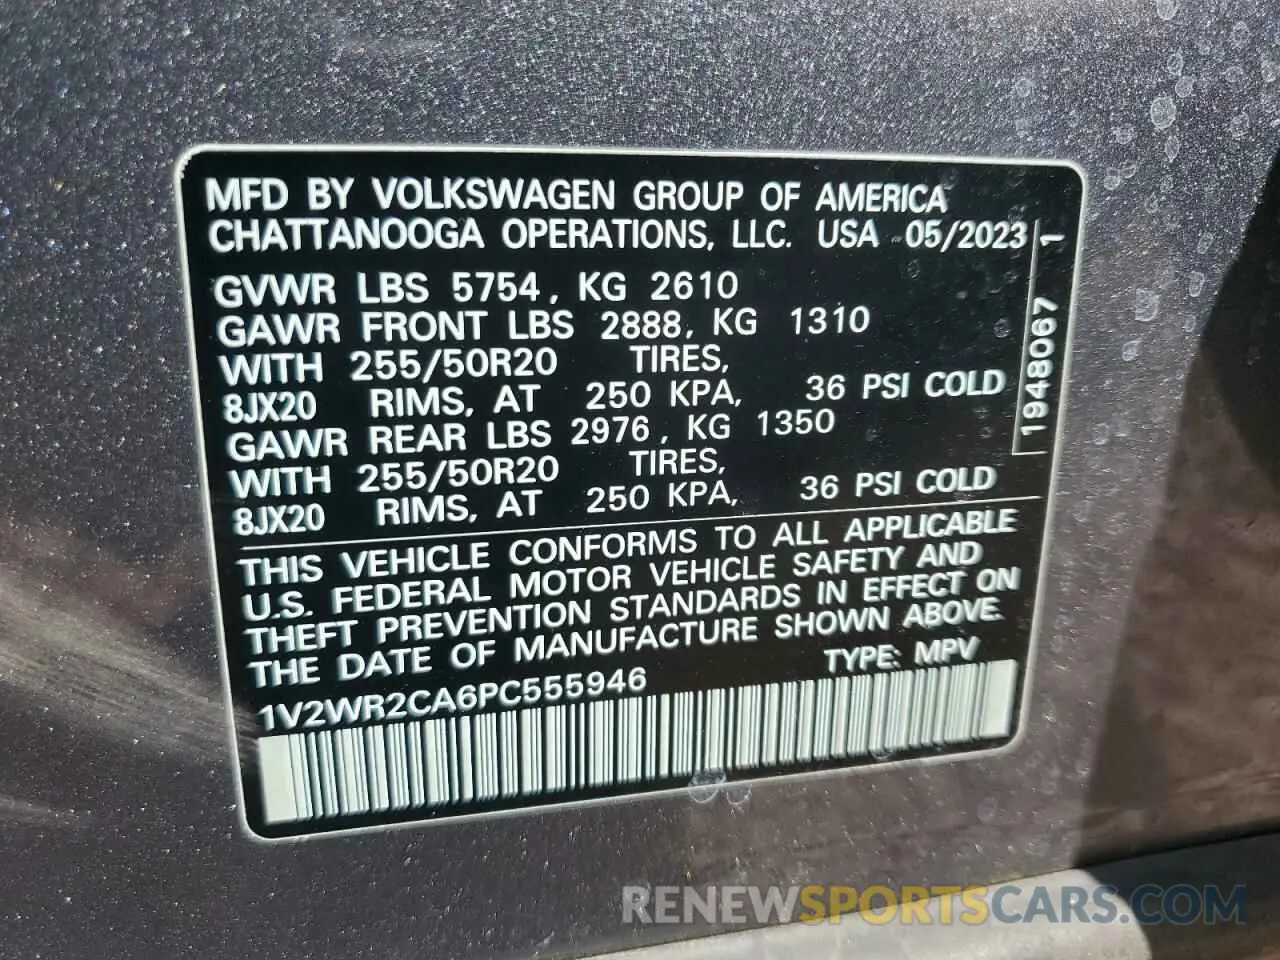 MFD BY VOLKSWAGEN GROUP OF AMERICA
CHATTANOOGA OPERATIONS, LLC. USA 05/2023
GVWR LBS 5754, KG 2610
GAWR FRONT LBS 2888, KG 1310
WITH 255/50R20 TIRES,
8JX20 RIMS, AT 250 KPA, 36 PSI COLD
GAWR REAR LBS 2976, KG 1350
WITH 255/50R20 TIRES,
8JX20 RIMS, AT 250 KPA, 36 PSI COLD
1948067 1
THIS VEHICLE CONFORMS TO ALL APPLICABLE
U.S. FEDERAL MOTOR VEHICLE SAFETY AND
THEFT PREVENTION STANDARDS IN EFFECT ON
THE DATE OF MANUFACTURE SHOWN ABOVE.
1V2WR2CA6PC555946 TYPE: MPV
RENEWSPORTSCARS.COM